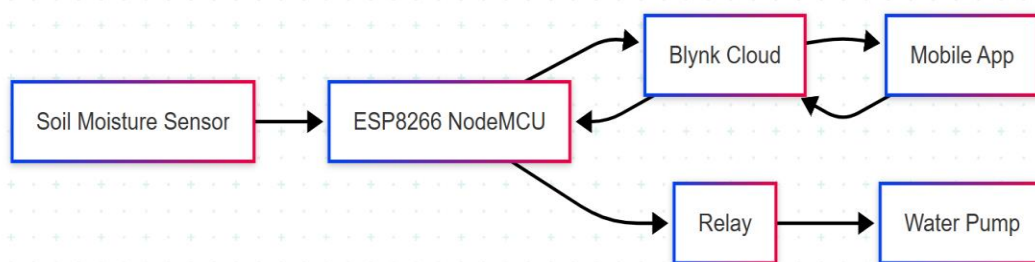 Soil Moisture Sensor
ESP8266 NodeMCU
Blynk Cloud
Mobile App
Relay
Water Pump